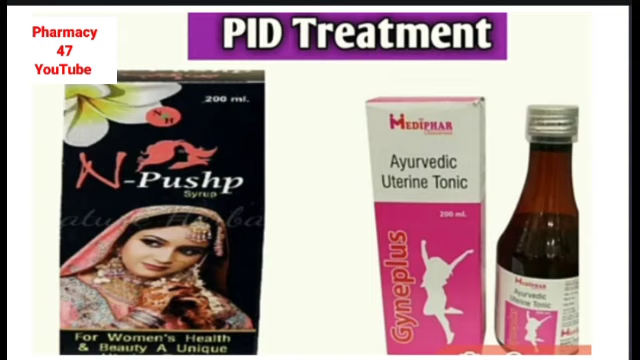 Pharmacy
47
YouTube
PID Treatment
200 ml.
N
H
N-Pushp
Syrup
For Women's Health
& Beauty A Unique
MEDIPHAR
Ayurvedic
Uterine Tonic
200 ml.
Gyneplus
MEDIPHAR
Ayurvedic
Uterine Tonic